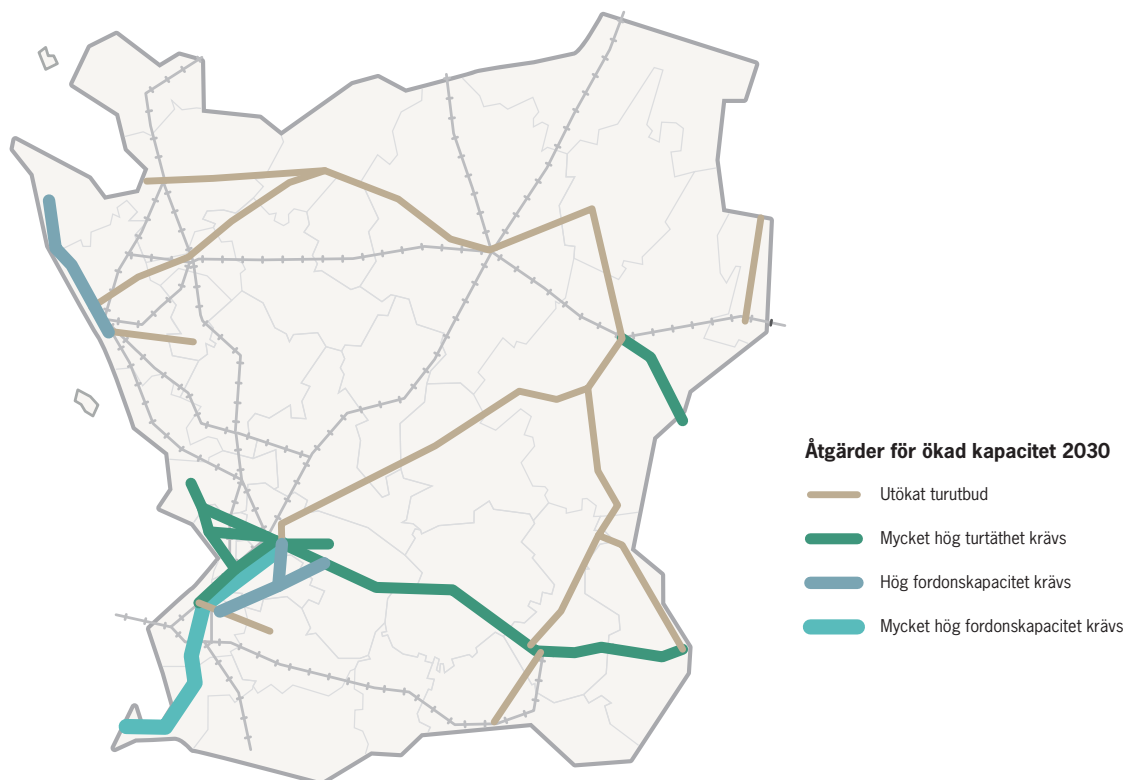 Åtgärder för ökad kapacitet 2030
Utökat turutbud
Mycket hög turtäthet krävs
Hög fordonskapacitet krävs
Mycket hög fordonskapacitet krävs